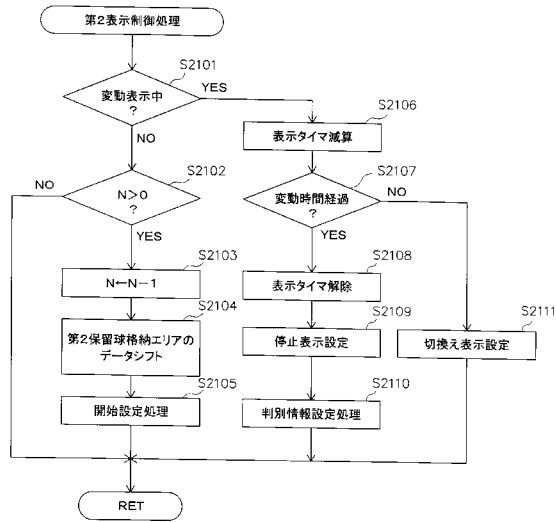 第2表示制御処理
S2101
変動表示中
?
YES
NO
S2106
表示タイマ減算
S2102
N>0
?
NO
YES
S2107
変動時間経過
?
NO
YES
S2103
N←N-1
S2108
表示タイマ解除
S2104
第2保留球格納エリアの
データシフト
S2109
停止表示設定
S2111
切換え表示設定
S2105
開始設定処理
S2110
判別情報設定処理
RET